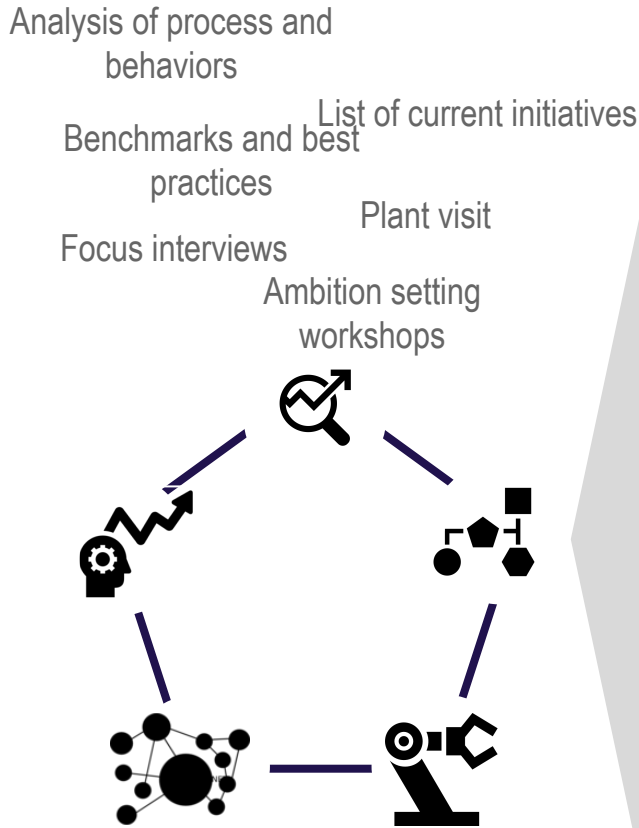 Analysis of process and
behaviors
List of current initiatives
Benchmarks and best
practices
Plant visit
Focus interviews
Ambition setting
workshops